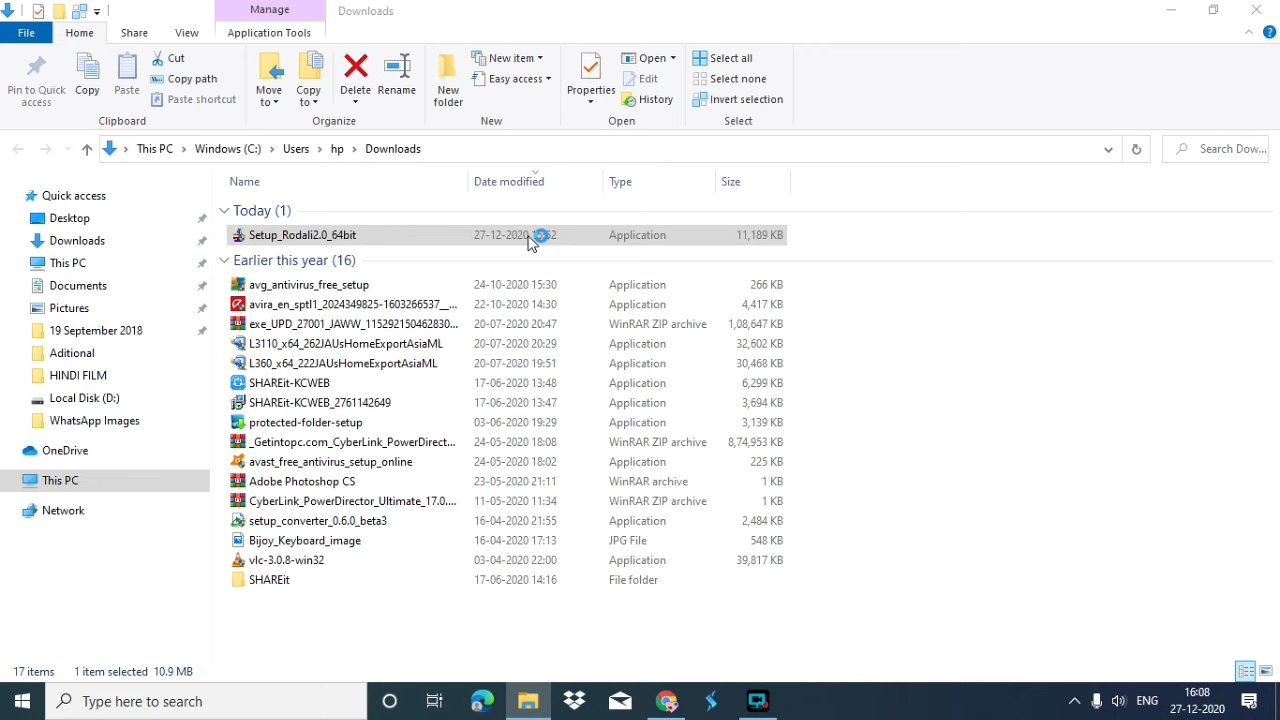 Manage
Downloads
File
Home
Share
View
Application Tools
Pin to Quick access
Copy
Paste
Cut
Copy path
Paste shortcut
Clipboard
Move to
Copy to
Delete
Rename
Organize
New folder
New item
Easy access
New
Properties
Open
Edit
History
Open
Select all
Select none
Invert selection
Select
This PC
Windows (C:)
Users
hp
Downloads
Search Dow...
Name
Date modified
Type
Size
Quick access
Desktop
Downloads
This PC
Documents
Pictures
19 September 2018
Aditional
HINDI FILM
Local Disk (D:)
WhatsApp Images
OneDrive
This PC
Network
Today (1)
Setup_Rodali2.0_64bit 27-12-2020 Application 11,189 KB
Earlier this year (16)
avg_antivirus_free_setup 24-10-2020 15:30 Application 266 KB
avira_en_sptl1_2024349825-1603266537__... 22-10-2020 14:30 Application 4,417 KB
exe_UPD_27001_JAWW_115292150462830... 20-07-2020 20:47 WinRAR ZIP archive 1,08,647 KB
L3110_x64_262JAUsHomeExportAsiaML 20-07-2020 20:29 Application 32,602 KB
L360_x64_222JAUsHomeExportAsiaML 20-07-2020 19:51 Application 30,468 KB
SHAREit-KCWEB 17-06-2020 13:48 Application 6,299 KB
SHAREit-KCWEB_2761142649 17-06-2020 13:47 Application 3,694 KB
protected-folder-setup 03-06-2020 19:29 Application 3,139 KB
_Getintopc.com_CyberLink_PowerDirect... 24-05-2020 18:08 WinRAR ZIP archive 8,74,953 KB
avast_free_antivirus_setup_online 24-05-2020 18:02 Application 225 KB
Adobe Photoshop CS 23-05-2020 21:11 WinRAR archive 1 KB
CyberLink_PowerDirector_Ultimate_17.0.... 11-05-2020 11:34 WinRAR ZIP archive 1 KB
setup_converter_0.6.0_beta3 16-04-2020 21:55 Application 2,484 KB
Bijoy_Keyboard_image 16-04-2020 17:13 JPG File 548 KB
vlc-3.0.8-win32 03-04-2020 22:00 Application 39,817 KB
SHAREit 17-06-2020 14:16 File folder
17 items 1 item selected 10.9 MB
Type here to search
ENG
16:08
27-12-2020